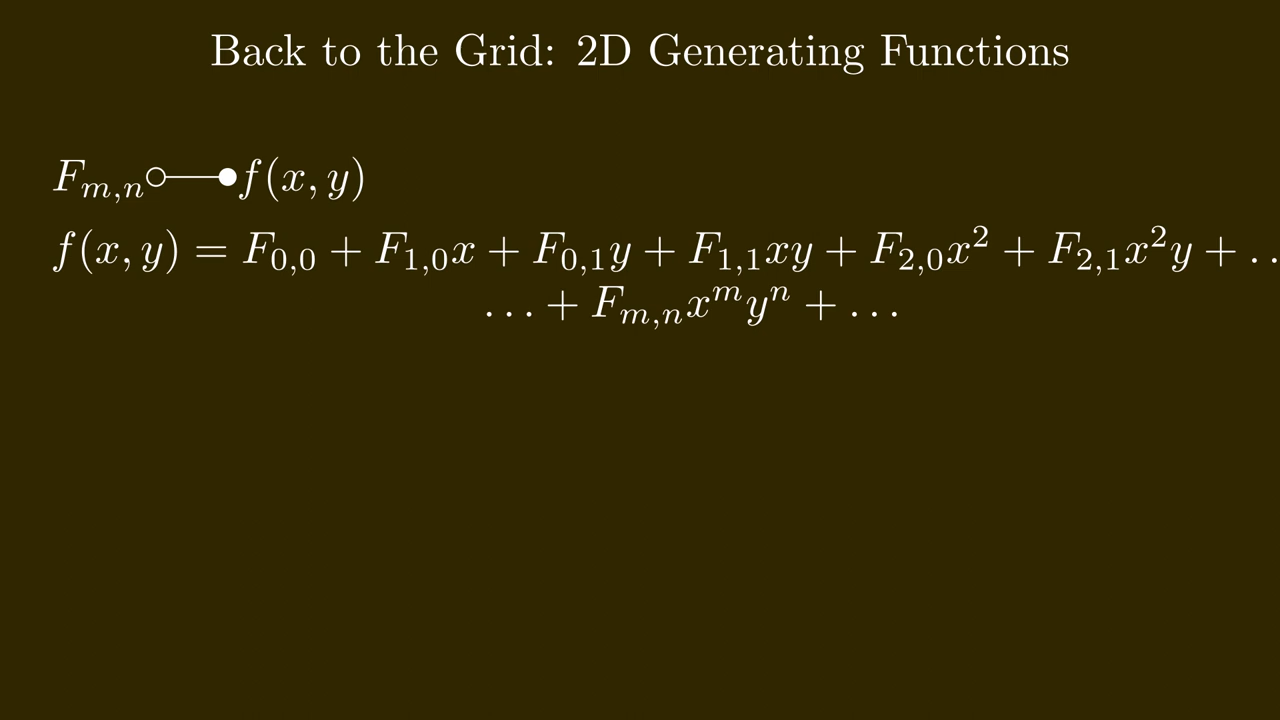 Back to the Grid: 2D Generating Functions
F_{m,n} ○—● f(x, y)
f(x, y) = F_{0,0} + F_{1,0}x + F_{0,1}y + F_{1,1}xy + F_{2,0}x^2 + F_{2,1}x^2y + ...
... + F_{m,n}x^m y^n + ...